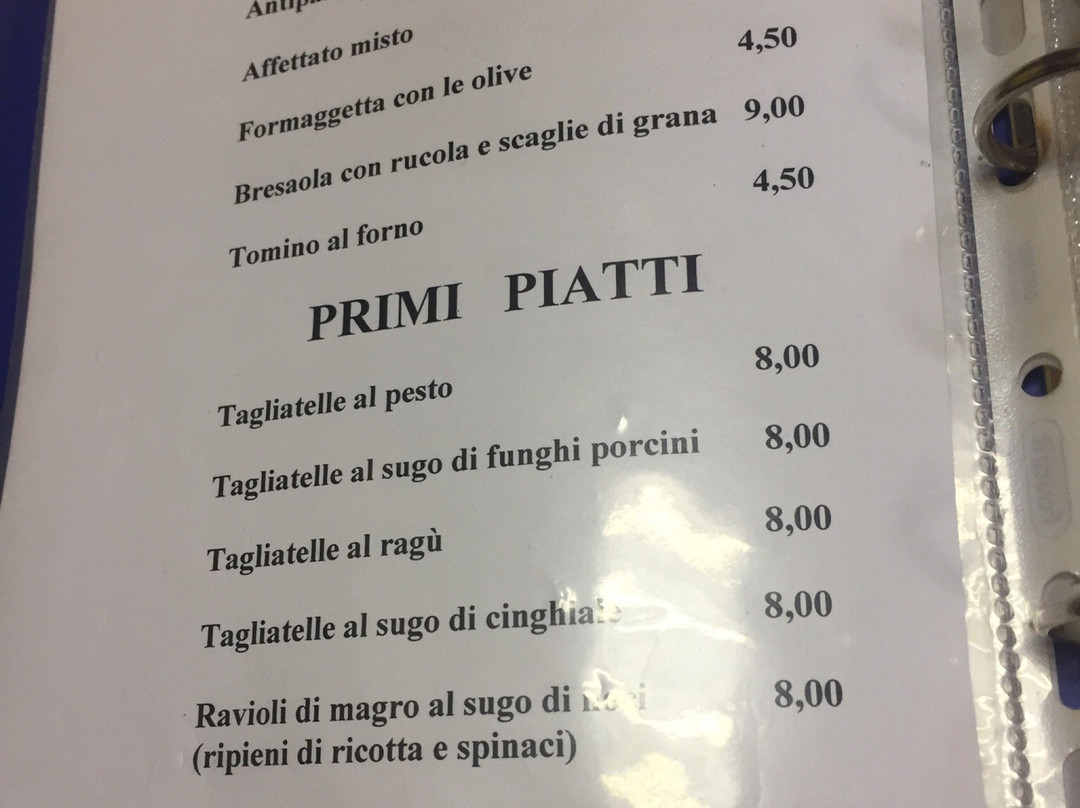 Affettato misto
Formaggetta con le olive 4,50
Bresaola con rucola e scaglie di grana 9,00
Tomino al forno 4,50
PRIMI PIATTI
Tagliatelle al pesto 8,00
Tagliatelle al sugo di funghi porcini 8,00
Tagliatelle al ragù 8,00
Tagliatelle al sugo di cinghiale 8,00
Ravioli di magro al sugo di 8,00
(ripieni di ricotta e spinaci)